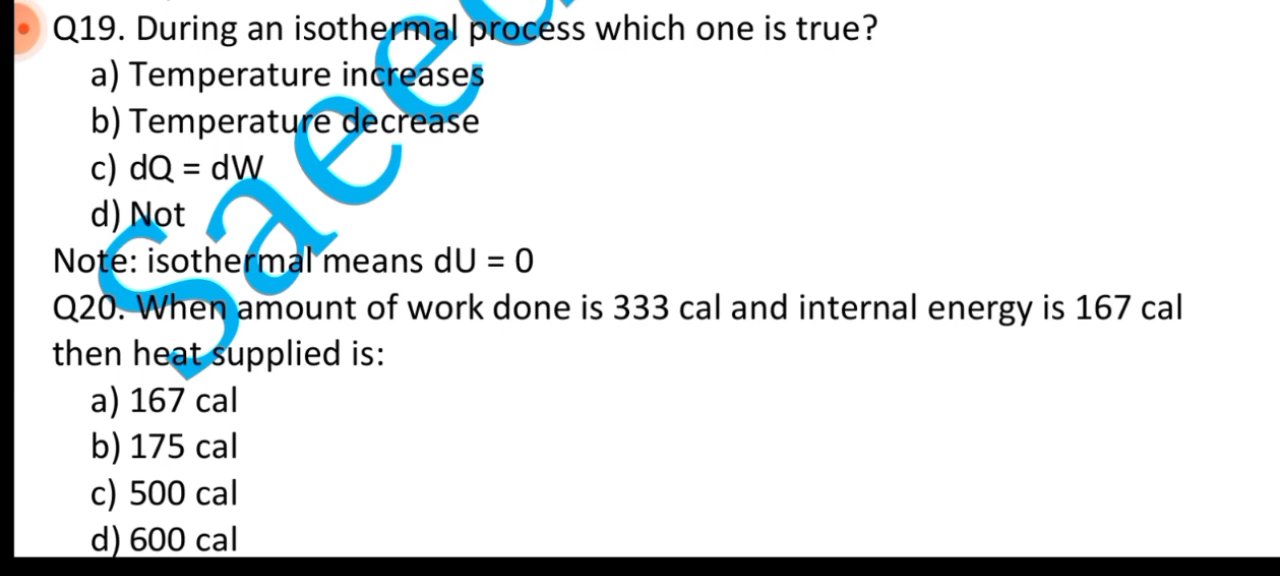 Q19. During an isothermal process which one is true?
a) Temperature increases
b) Temperature decrease
c) dQ = dW
d) Not
Note: isothermal means dU = 0
Q20. When amount of work done is 333 cal and internal energy is 167 cal
then heat supplied is:
a) 167 cal
b) 175 cal
c) 500 cal
d) 600 cal
Saeed